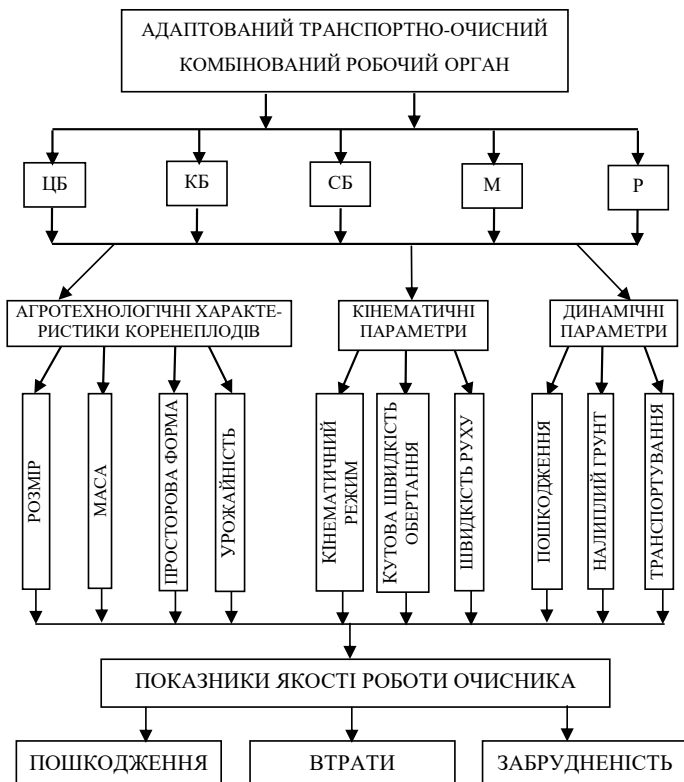 АДАПТОВАНИЙ ТРАНСПОРТНО-ОЧИСНИЙ
КОМБІНОВАНИЙ РОБОЧИЙ ОРГАН
ЦБ
КБ
СБ
М
Р
АГРОТЕХНОЛОГІЧНІ ХАРАКТЕ-
РИСТИКИ КОРЕНЕПЛОДІВ
КІНЕМАТИЧНІ
ПАРАМЕТРИ
ДИНАМІЧНІ
ПАРАМЕТРИ
РОЗМІР
МАСА
ПРОСТОРОВА ФОРМА
УРОЖАЙНІСТЬ
КІНЕМАТИЧНИЙ
РЕЖИМ
КУТОВА ШВИДКІСТЬ
ОБЕРТАННЯ
ШВИДКІСТЬ РУХУ
ПОШКОДЖЕННЯ
НАЛИПЛИЙ ГРУНТ
ТРАНСПОРТУВАННЯ
ПОКАЗНИКИ ЯКОСТІ РОБОТИ ОЧИСНИКА
ПОШКОДЖЕННЯ
ВТРАТИ
ЗАБРУДНЕНІСТЬ